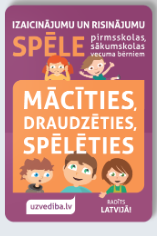 IZAICINĀJUMU UN RISINĀJUMU
SPĒLE pirmsskolas,
sākumskolas
vecuma bērniem
MĀCĪTIES,
DRAUDZĒTIES,
SPĒLĒTIES
uzvediba.lv
RADĪTS
LATVIJĀ!